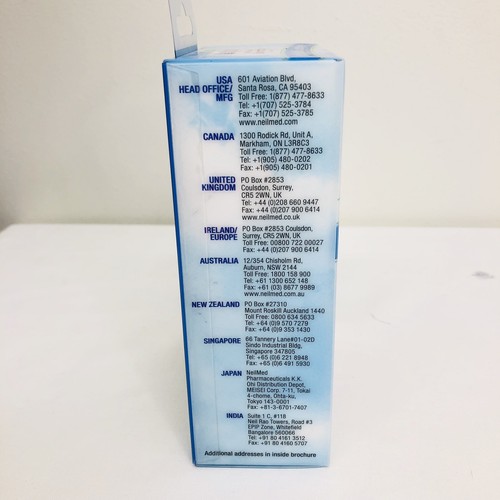 USA 601 Aviation Blvd,
HEAD OFFICE/ Santa Rosa, CA 95403
MFG Toll Free: 1(877) 477-8633
Tel: +1(707) 525-3784
Fax: +1(707) 525-3785
www.neilmed.com
CANADA 1300 Rodick Rd, Unit A,
Markham, ON L3R8C3
Toll Free: 1(877) 477-8633
Tel: +1(905) 480-0202
Fax: +1(905) 480-0201
UNITED PO Box #2853
KINGDOM Coulsdon, Surrey,
CR5 2WN, UK
Tel: +44 (0)208 660 9447
Fax: +44 (0)207 900 6414
www.neilmed.co.uk
IRELAND/ PO Box #2853 Coulsdon,
EUROPE Surrey, CR5 2WN, UK
Toll Free: 00800 722 00027
Fax: +44 (0)207 900 6414
AUSTRALIA 12/354 Chisholm Rd,
Auburn, NSW 2144
Toll Free: 1800 158 900
Tel: +61 1300 652 148
Fax: +61 (03) 8677 9989
www.neilmed.com.au
NEW ZEALAND PO Box #27310
Mount Roskill Auckland 1440
Toll Free: 0800 634 5633
Tel: +64 (0)9 570 7279
Fax: +64 (0)9 353 1430
SINGAPORE 66 Tannery Lane#01-02D
Sindo Industrial Bldg,
Singapore 347805
Tel: +65 (0)6 221 8948
Fax: +65 (0)6 491 5930
JAPAN NeilMed
Pharmaceuticals K.K.
Ohi Distribution Depot,
MEISEI Corp. 7-11, Tokai
4-chome, Ohta-ku,
Tokyo 143-0001
Fax: +81-3-6701-7407
INDIA Suite 1 C, #118
Neil Rao Towers, Road #3
EPIP Zone, Whitefield
Bangalore 560066
Tel: +91 80 4161 3512
Fax: +91 80 4160 5707
Additional addresses in inside brochure